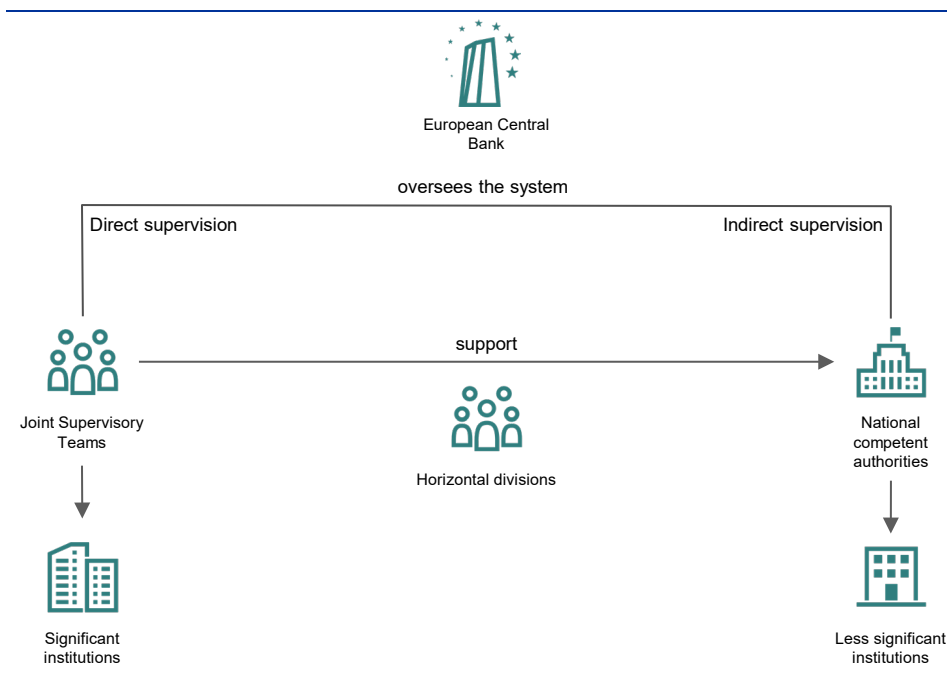 European Central
Bank
oversees the system
Direct supervision
Indirect supervision
support
Joint Supervisory
Teams
Horizontal divisions
National
competent
authorities
Significant
institutions
Less significant
institutions